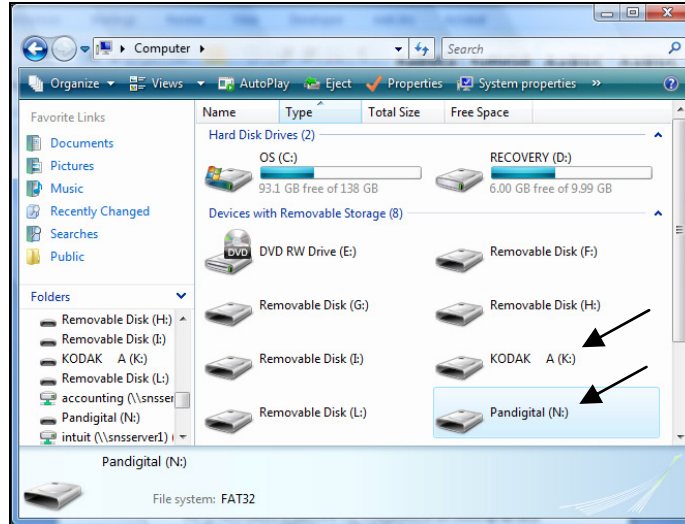 Computer
Search
Organize Views AutoPlay Eject Properties System properties »
Favorite Links
Documents
Pictures
Music
Recently Changed
Searches
Public
Folders
Removable Disk (H:)
Removable Disk (I:)
KODAK A (K:)
Removable Disk (L:)
accounting (\\snsser
Pandigital (N:)
intuit (\\snsserver1) (
Name Type Total Size Free Space
Hard Disk Drives (2)
OS (C:) RECOVERY (D:)
93.1 GB free of 138 GB 6.00 GB free of 9.99 GB
Devices with Removable Storage (8)
DVD
DVD RW Drive (E:) Removable Disk (F:)
Removable Disk (G:) Removable Disk (H:)
Removable Disk (I:) KODAK A (K:)
Removable Disk (L:) Pandigital (N:)
Pandigital (N:)
File system: FAT32